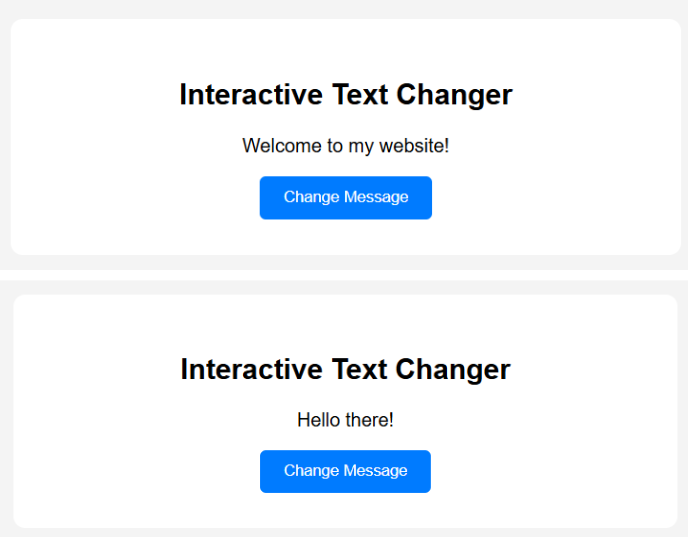 Interactive Text Changer
Welcome to my website!
Change Message
Interactive Text Changer
Hello there!
Change Message